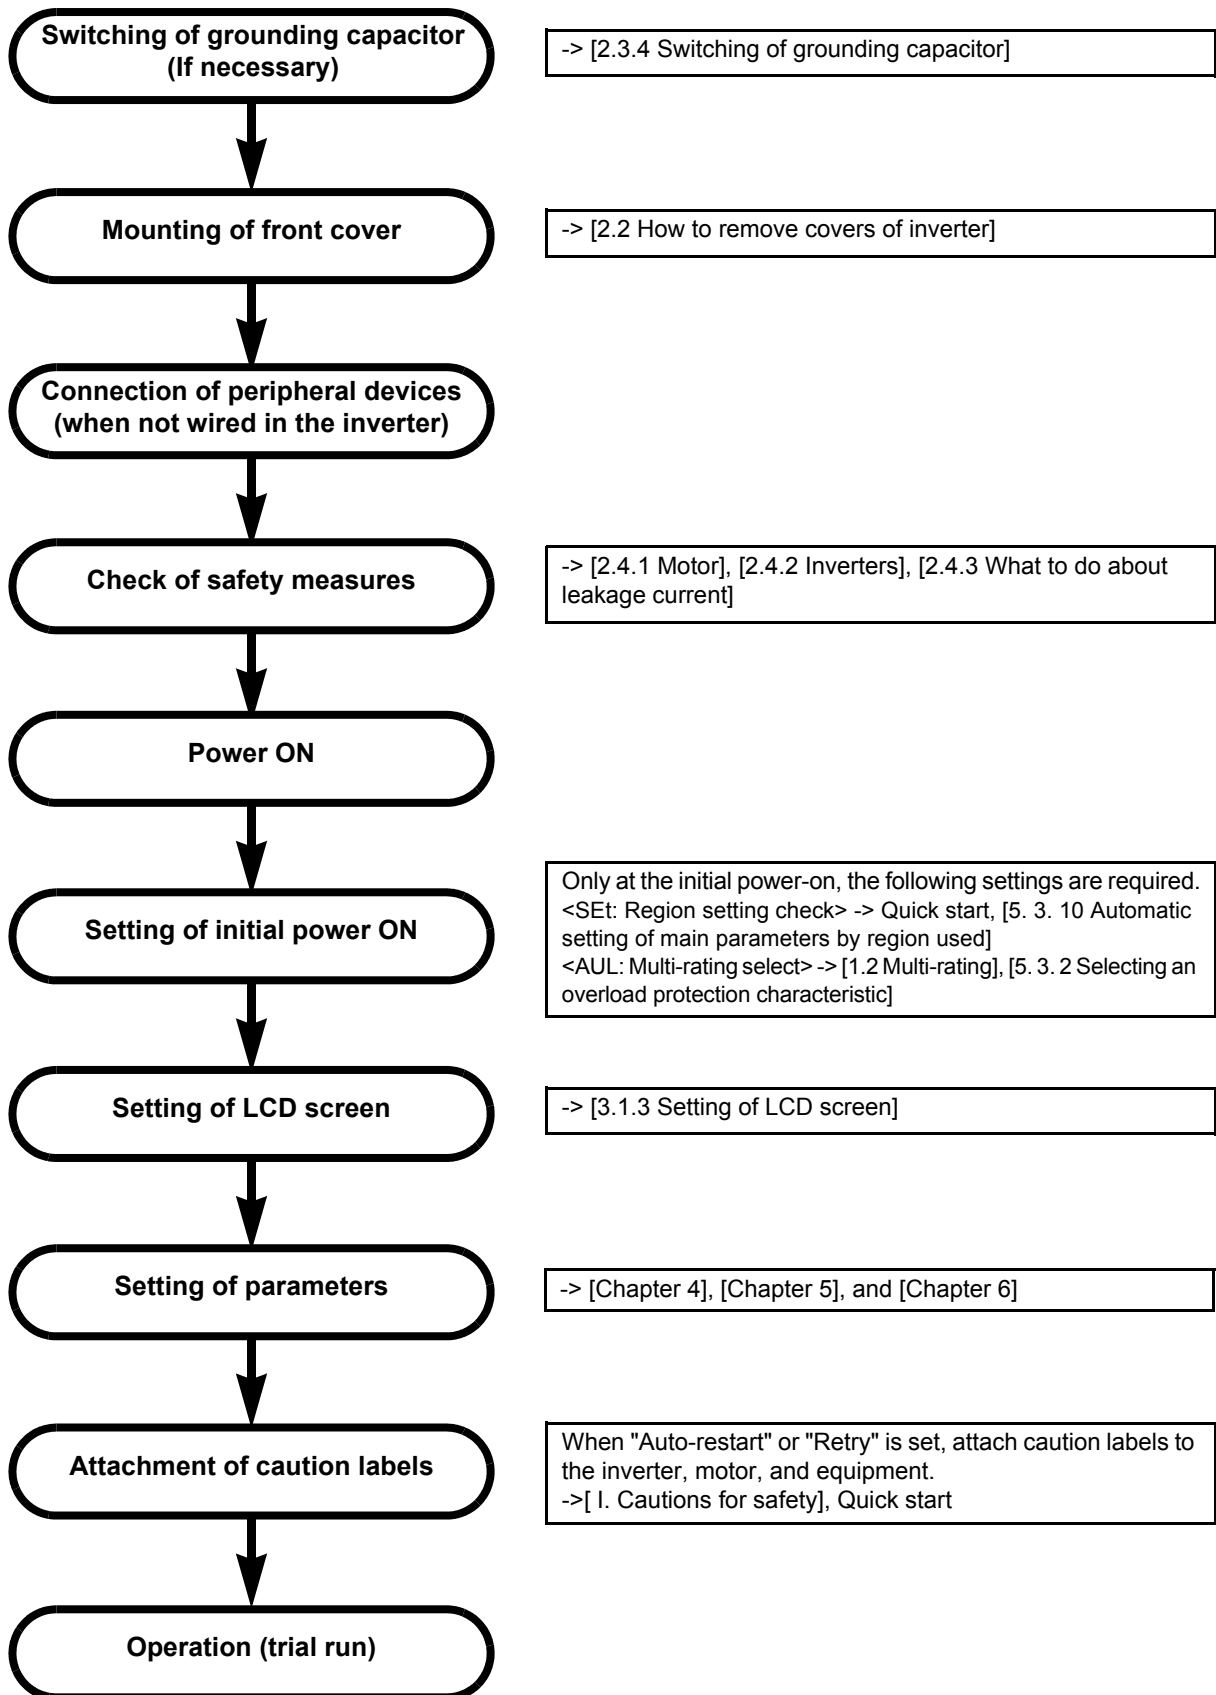 Switching of grounding capacitor
(If necessary)
-> [2.3.4 Switching of grounding capacitor]
Mounting of front cover
-> [2.2 How to remove covers of inverter]
Connection of peripheral devices
(when not wired in the inverter)
Check of safety measures
-> [2.4.1 Motor], [2.4.2 Inverters], [2.4.3 What to do about
leakage current]
Power ON
Setting of initial power ON
Only at the initial power-on, the following settings are required.
<SEt: Region setting check> -> Quick start, [5. 3. 10 Automatic
setting of main parameters by region used]
<AUL: Multi-rating select> -> [1.2 Multi-rating], [5. 3. 2 Selecting an
overload protection characteristic]
Setting of LCD screen
-> [3.1.3 Setting of LCD screen]
Setting of parameters
-> [Chapter 4], [Chapter 5], and [Chapter 6]
Attachment of caution labels
When "Auto-restart" or "Retry" is set, attach caution labels to
the inverter, motor, and equipment.
->[ I. Cautions for safety], Quick start
Operation (trial run)